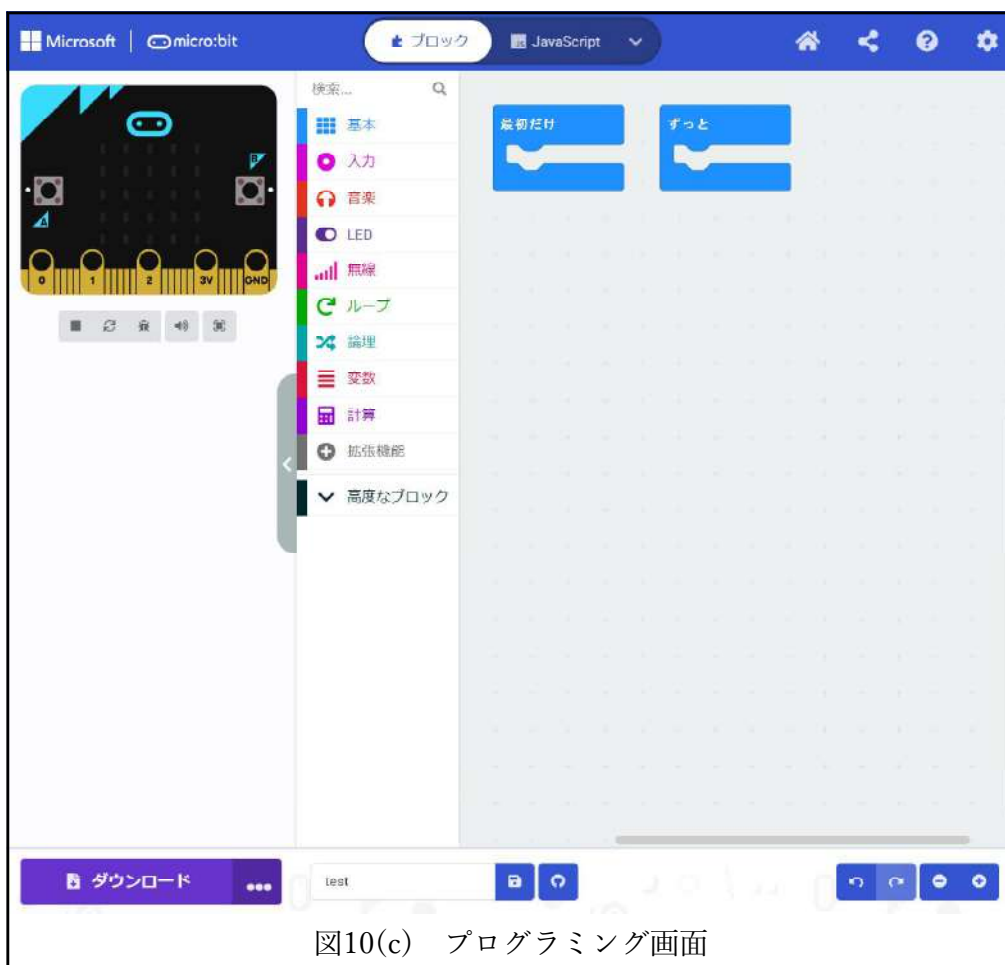 Microsoft micro:bit ブロック JavaScript
検索...
基本
入力
音楽
LED
無線
ループ
論理
変数
計算
拡張機能
高度なブロック
最初だけ
ずっと
B
A
0 1 2 3V GND
ダウンロード
test
図10(c) プログラミング画面